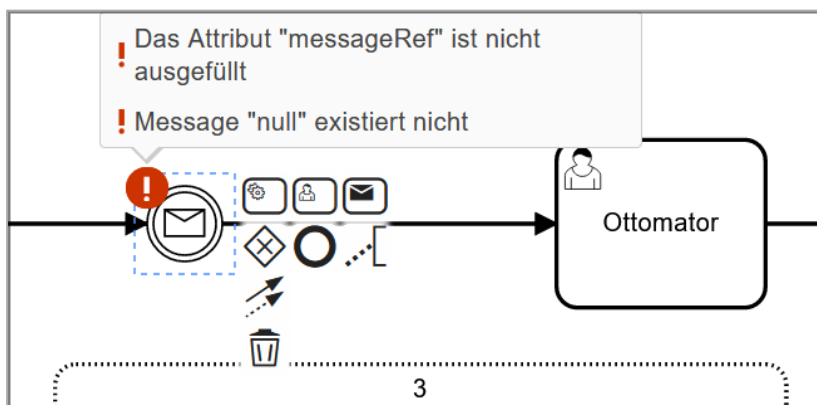 Das Attribut "messageRef" ist nicht
ausgefüllt
Message "null" existiert nicht
Ottomator
3